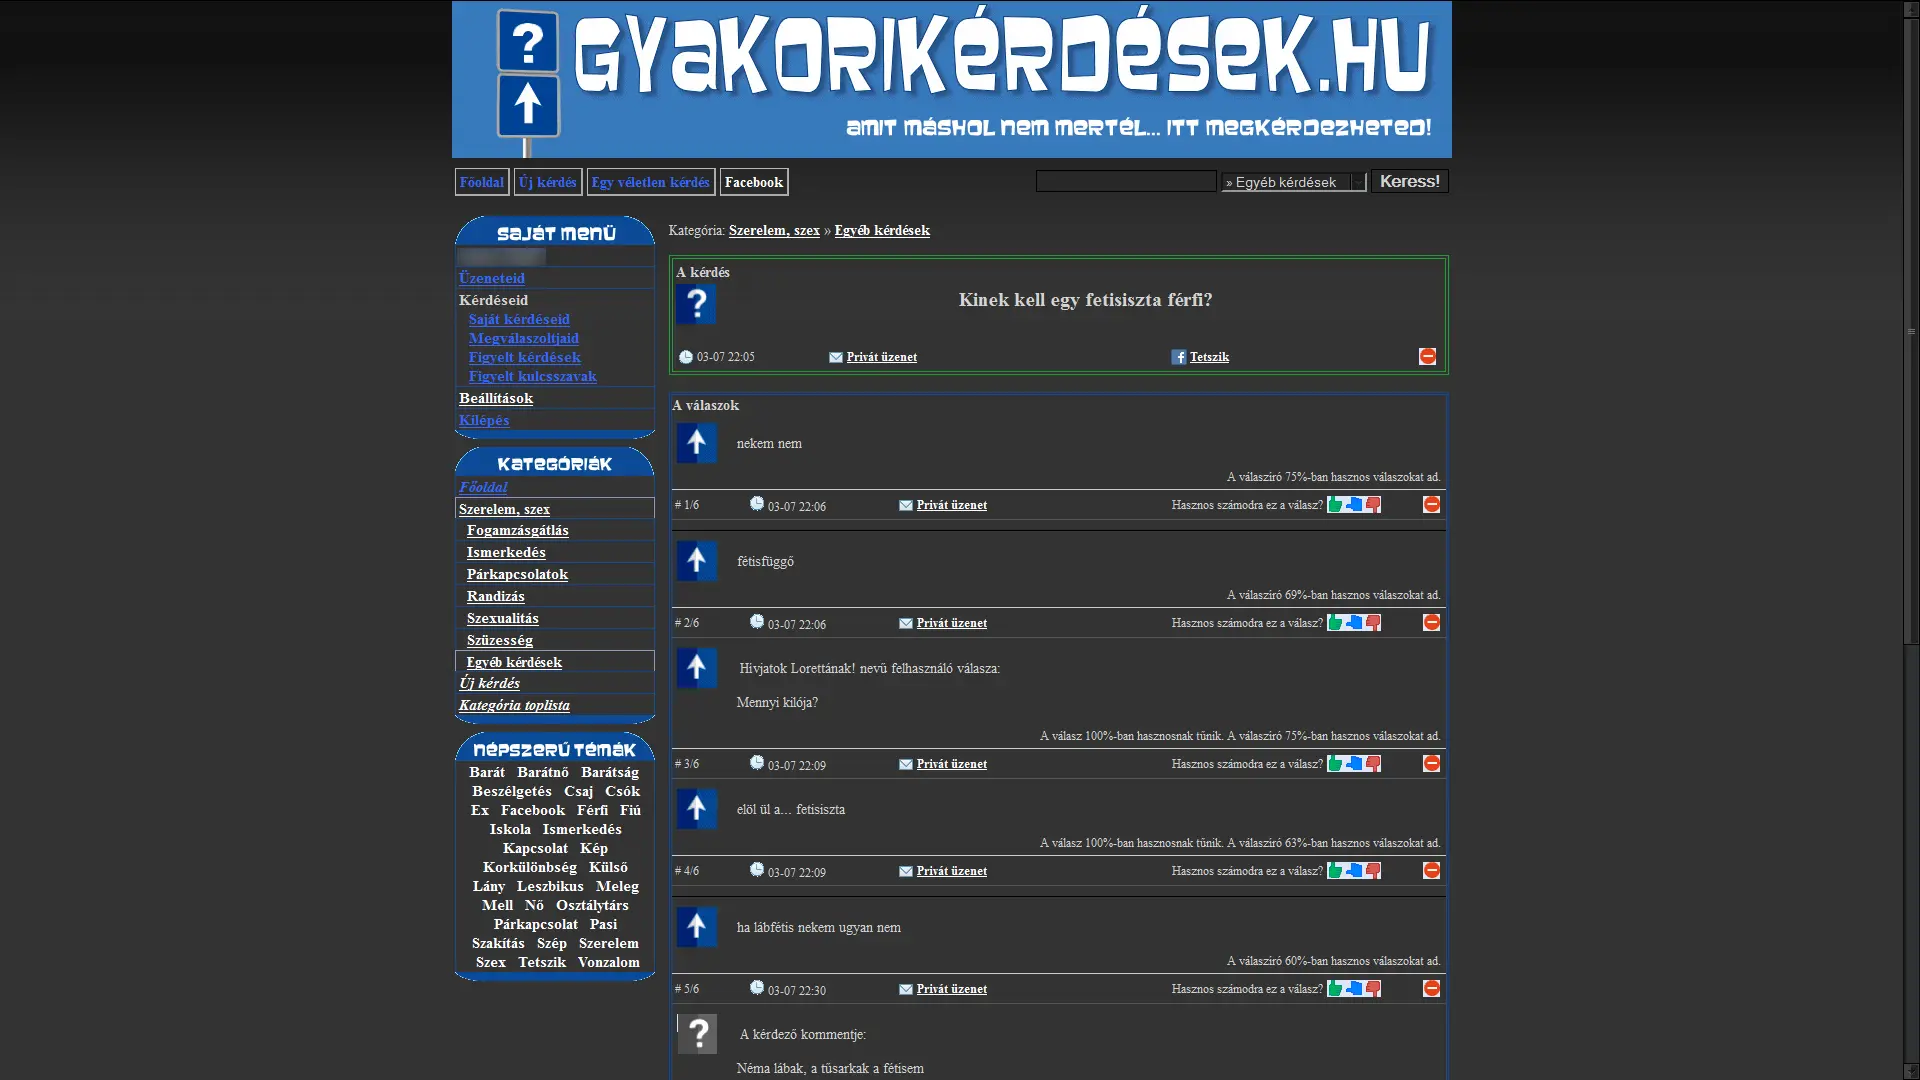 ?
GYAKORIKÉRDÉSEK.HU
AMIT MÁSHOL NEM MERTÉL... ITT MEGKÉRDEZHETED!
Főoldal Új kérdés Egy véletlen kérdés Facebook » Egyéb kérdések Keress!
SAJÁT MENÜ
Üzeneteid
Kérdéseid
Saját kérdéseid
Megválaszoltjaid
Figyelt kérdések
Figyelt kulcsszavak
Beállítások
Kilépés
KATEGÓRIÁK
Főoldal
Szerelem, szex
Fogamzásgátlás
Ismerkedés
Párkapcsolatok
Randizás
Szexualitás
Szüzesség
Egyéb kérdések
Új kérdés
Kategória toplista
NÉPSZERŰ TÉMÁK
Barát Barátnő Barátság
Beszélgetés Csaj Csók
Ex Facebook Férfi Fiú
Iskola Ismerkedés
Kapcsolat Kép
Korkülönbség Külső
Lány Leszbikus Meleg
Mell Nő Osztálytárs
Párkapcsolat Pasi
Szakítás Szép Szerelem
Szex Tetszik Vonzalom
Kategória: Szerelem, szex » Egyéb kérdések
A kérdés
?
Kinek kell egy fetisiszta férfi?
03-07 22:05 Privát üzenet f Tetszik
A válaszok
nekem nem
A válaszíró 75%-ban hasznos válaszokat ad.
# 1/6 03-07 22:06 Privát üzenet Hasznos számodra ez a válasz?
fétisfüggő
A válaszíró 69%-ban hasznos válaszokat ad.
# 2/6 03-07 22:06 Privát üzenet Hasznos számodra ez a válasz?
Hivjatok Lorettának! nevű felhasználó válasza:
Mennyi kilója?
A válasz 100%-ban hasznosnak tűnik. A válaszíró 75%-ban hasznos válaszokat ad.
# 3/6 03-07 22:09 Privát üzenet Hasznos számodra ez a válasz?
elöl ül a... fetisiszta
A válasz 100%-ban hasznosnak tűnik. A válaszíró 63%-ban hasznos válaszokat ad.
# 4/6 03-07 22:09 Privát üzenet Hasznos számodra ez a válasz?
ha lábfétis nekem ugyan nem
A válaszíró 60%-ban hasznos válaszokat ad.
# 5/6 03-07 22:30 Privát üzenet Hasznos számodra ez a válasz?
?
A kérdező kommentje:
Néma lábak, a tűsarkak a fétisem